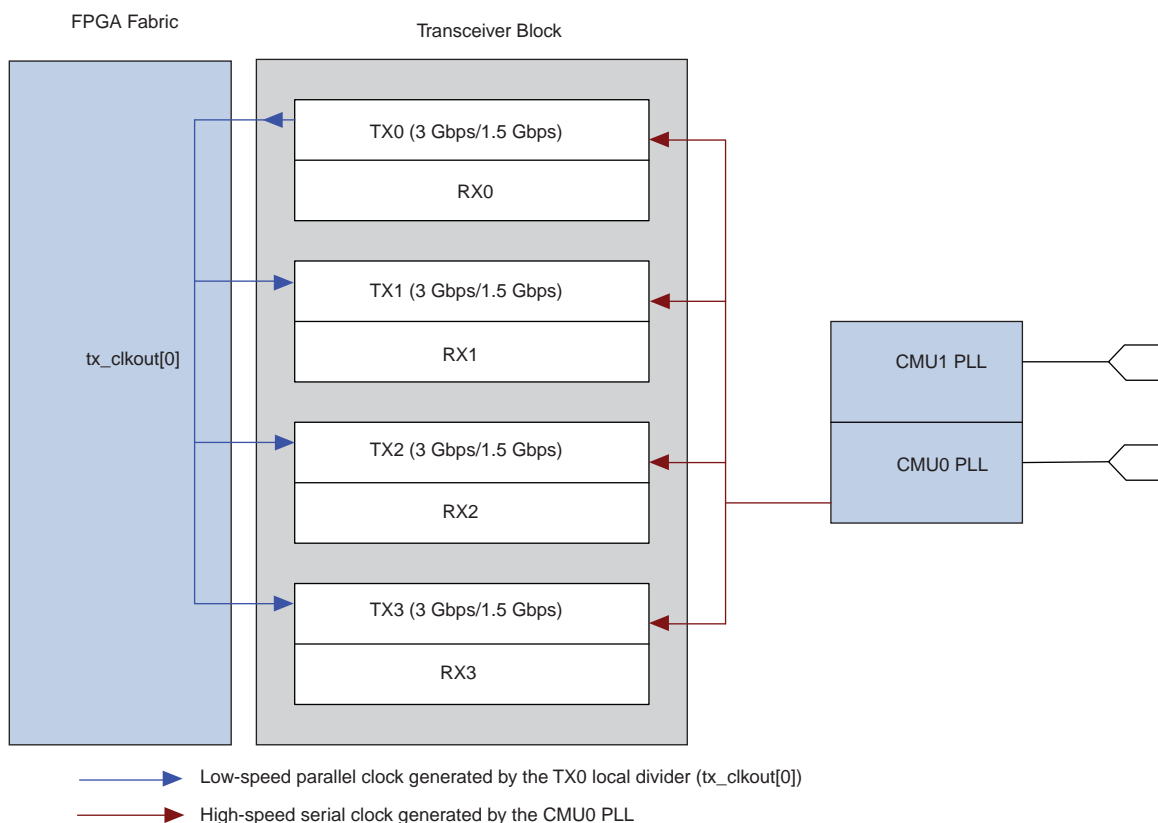 FPGA Fabric
Transceiver Block
TX0 (3 Gbps/1.5 Gbps)
RX0
TX1 (3 Gbps/1.5 Gbps)
RX1
tx_clkout[0]
CMU1 PLL
TX2 (3 Gbps/1.5 Gbps)
CMU0 PLL
RX2
TX3 (3 Gbps/1.5 Gbps)
RX3
Low-speed parallel clock generated by the TX0 local divider (tx_clkout[0])
High-speed serial clock generated by the CMU0 PLL